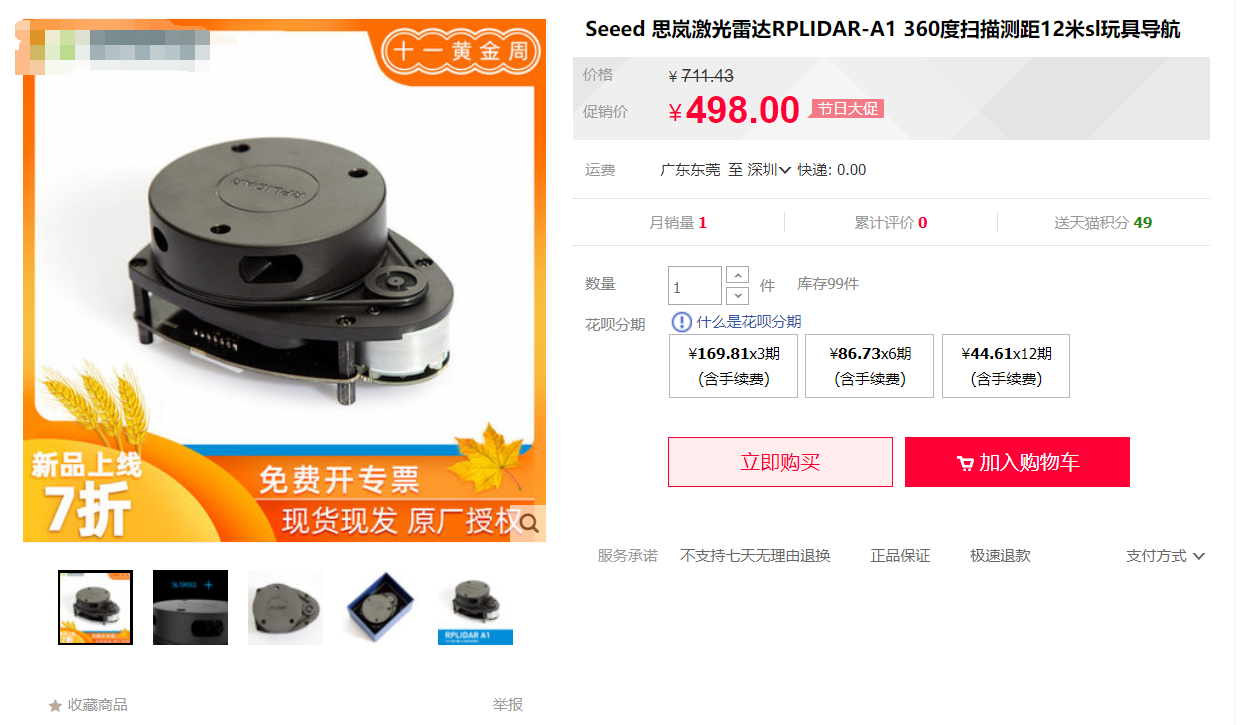 十一黄金周
RPLIDAR
新品上线
7折
免费开专票
现货现发 原厂授权
RPLIDAR A1
收藏商品
举报
Seeed 思岚激光雷达RPLIDAR-A1 360度扫描测距12米sl玩具导航
价格 ¥711.43
促销价 ¥498.00 节日大促
运费 广东东莞 至 深圳 快递: 0.00
月销量 1 累计评价 0 送天猫积分 49
数量 1 件 库存99件
花呗分期 什么是花呗分期
¥169.81x3期 ¥86.73x6期 ¥44.61x12期
(含手续费) (含手续费) (含手续费)
立即购买 加入购物车
服务承诺 不支持七天无理由退换 正品保证 极速退款 支付方式